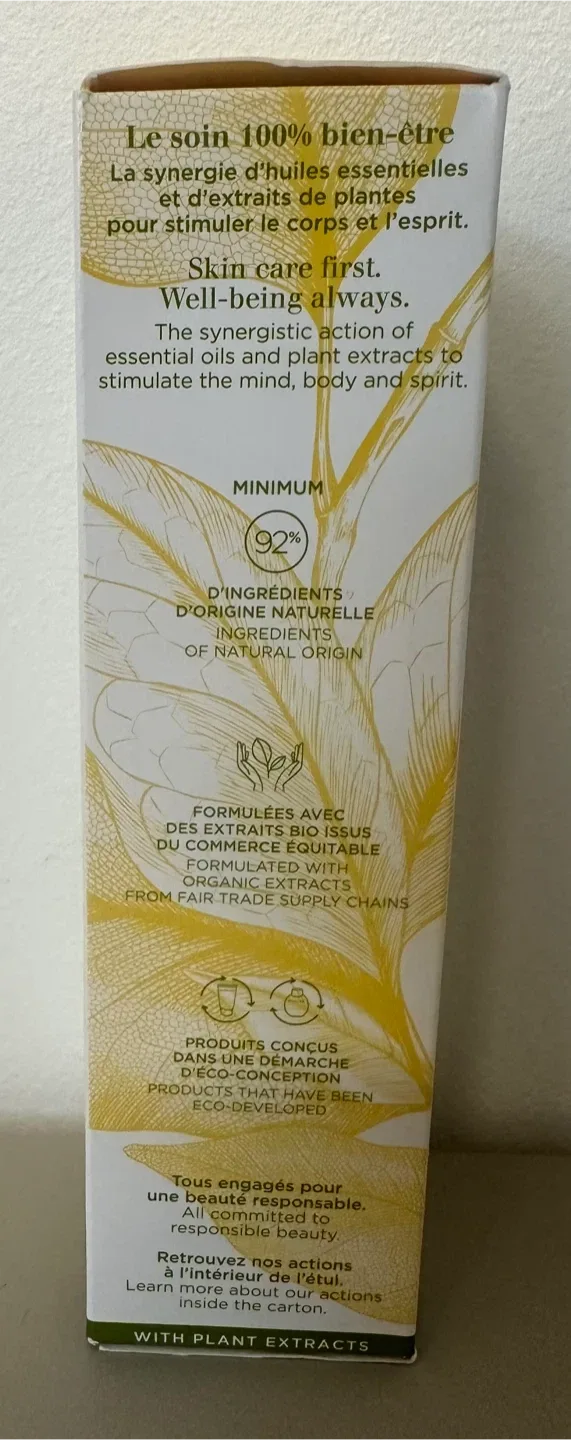 Le soin 100% bien-être
La synergie d'huiles essentielles
et d'extraits de plantes
pour stimuler le corps et l'esprit.
Skin care first.
Well-being always.
The synergistic action of
essential oils and plant extracts to
stimulate the mind, body and spirit.
MINIMUM
92%
D'INGRÉDIENTS
D'ORIGINE NATURELLE
INGREDIENTS
OF NATURAL ORIGIN
FORMULÉES AVEC
DES EXTRAITS BIO ISSUS
DU COMMERCE ÉQUITABLE
FORMULATED WITH
ORGANIC EXTRACTS
FROM FAIR TRADE SUPPLY CHAINS
PRODUITS CONÇUS
DANS UNE DÉMARCHE
D'ÉCO-CONCEPTION
PRODUCTS THAT HAVE BEEN
ECO-DEVELOPED
Tous engagés pour
une beauté responsable.
All committed to
responsible beauty.
Retrouvez nos actions
à l'intérieur de l'étui.
Learn more about our actions
inside the carton.
WITH PLANT EXTRACTS